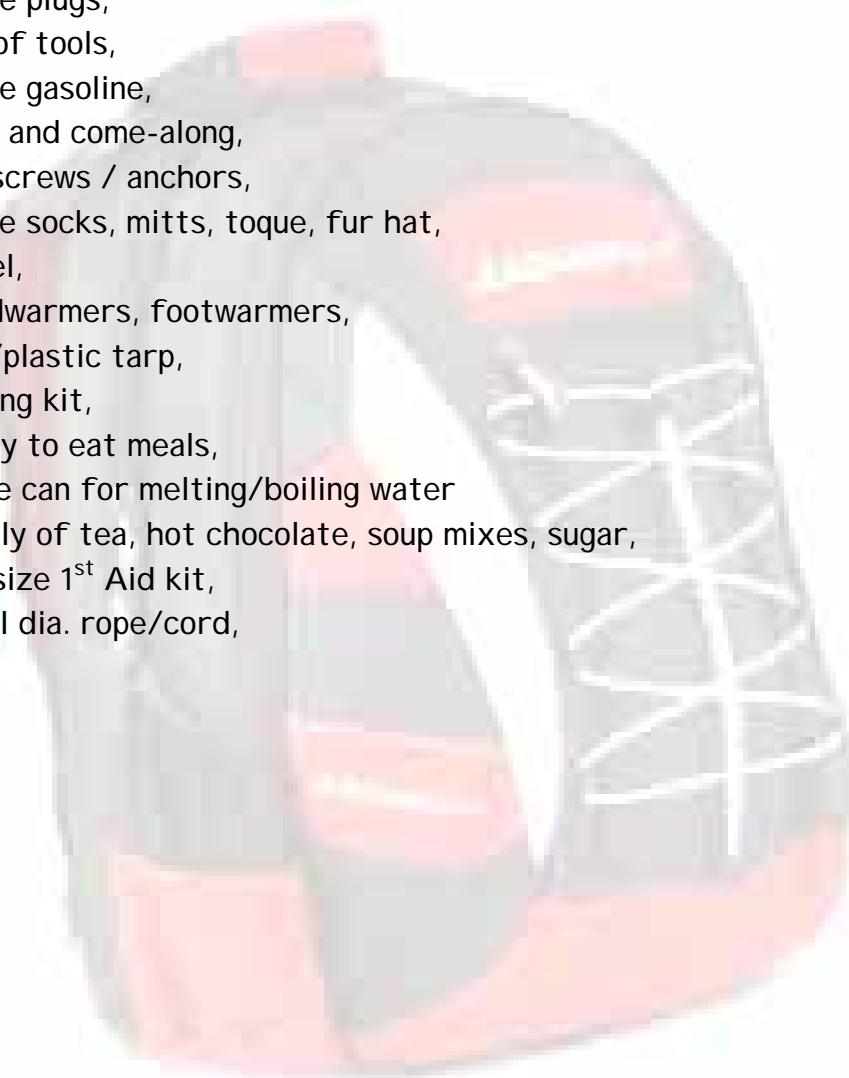 e plugs,
of tools,
e gasoline,
and come-along,
screws / anchors,
e socks, mitts, toque, fur hat,
el,
dwarmers, footwarmers,
/plastic tarp,
ng kit,
y to eat meals,
e can for melting/boiling water
ly of tea, hot chocolate, soup mixes, sugar,
size 1st Aid kit,
l dia. rope/cord,